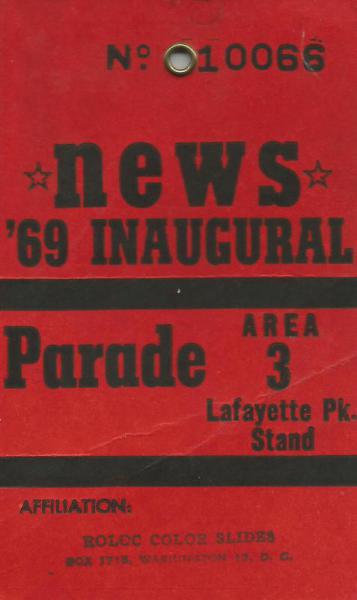 Nº 10066
news
'69 INAUGURAL
Parade
AREA
3
Lafayette Pk.
Stand
AFFILIATION:
ROLOC COLOR SLIDES
BOX 1715, WASHINGTON 13, D. C.